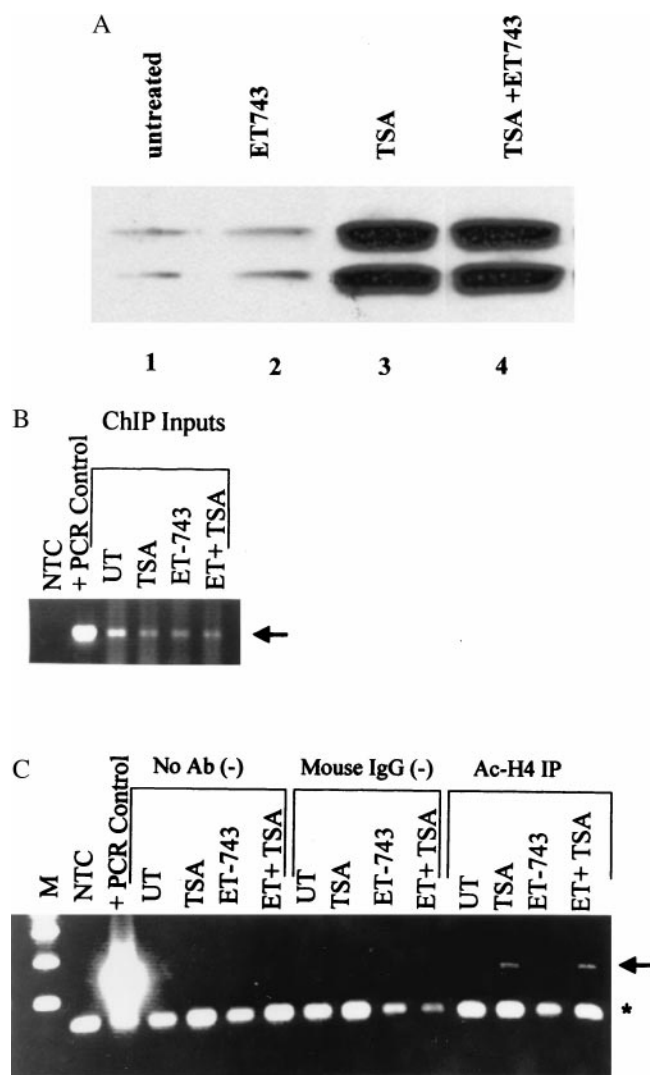 A
untreated
ET743
TSA
TSA +ET743
1 2 3 4
B
ChIP Inputs
NTC
+ PCR Control
UT
TSA
ET-743
ET+ TSA
C
No Ab (-) Mouse IgG (-) Ac-H4 IP
M
NTC
+ PCR Control
UT
TSA
ET-743
ET+ TSA
UT
TSA
ET-743
ET+ TSA
UT
TSA
ET-743
ET+ TSA
*